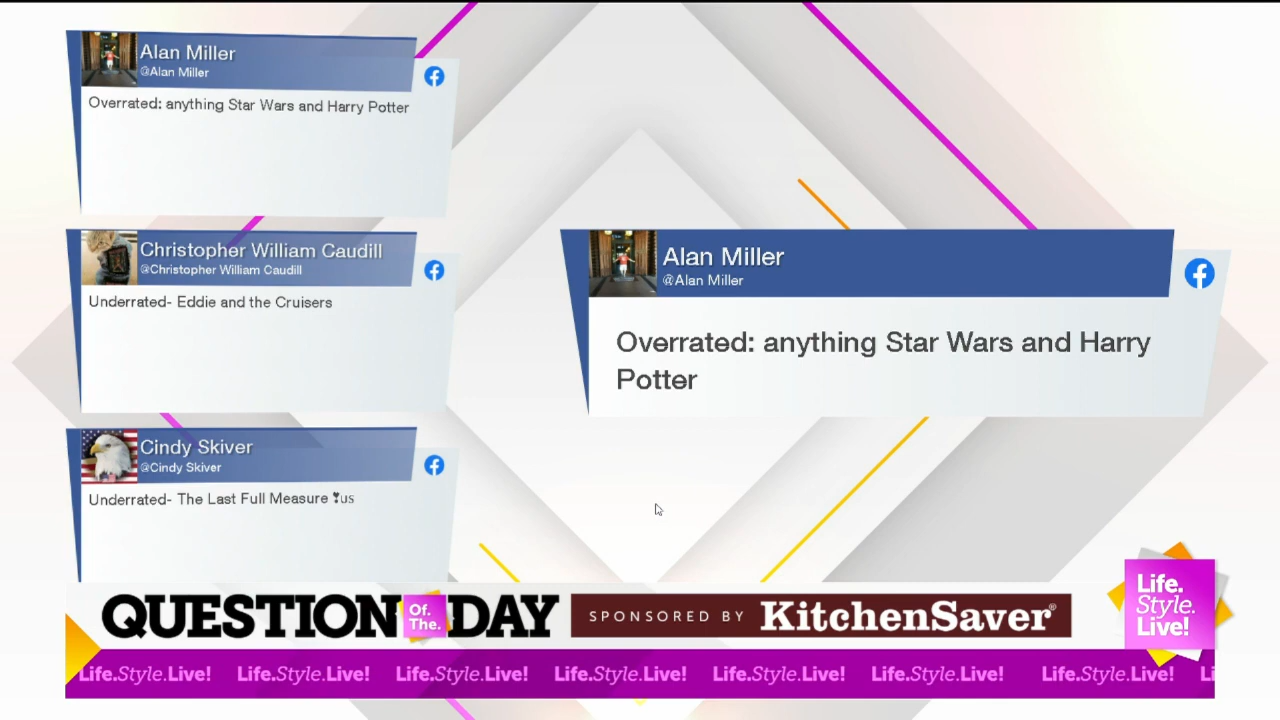 Alan Miller
@Alan Miller
Overrated: anything Star Wars and Harry Potter
Christopher William Caudill
@Christopher William Caudill
Underrated- Eddie and the Cruisers
Cindy Skiver
@Cindy Skiver
Underrated- The Last Full Measure ❣us
Alan Miller
@Alan Miller
Overrated: anything Star Wars and Harry
Potter
QUESTION Of. The. DAY
SPONSORED BY KitchenSaver®
Life.
Style.
Live!
Life.Style.Live! Life.Style.Live! Life.Style.Live! Life.Style.Live! Life.Style.Live! Life.Style.Live! Life.Style.Live! Li